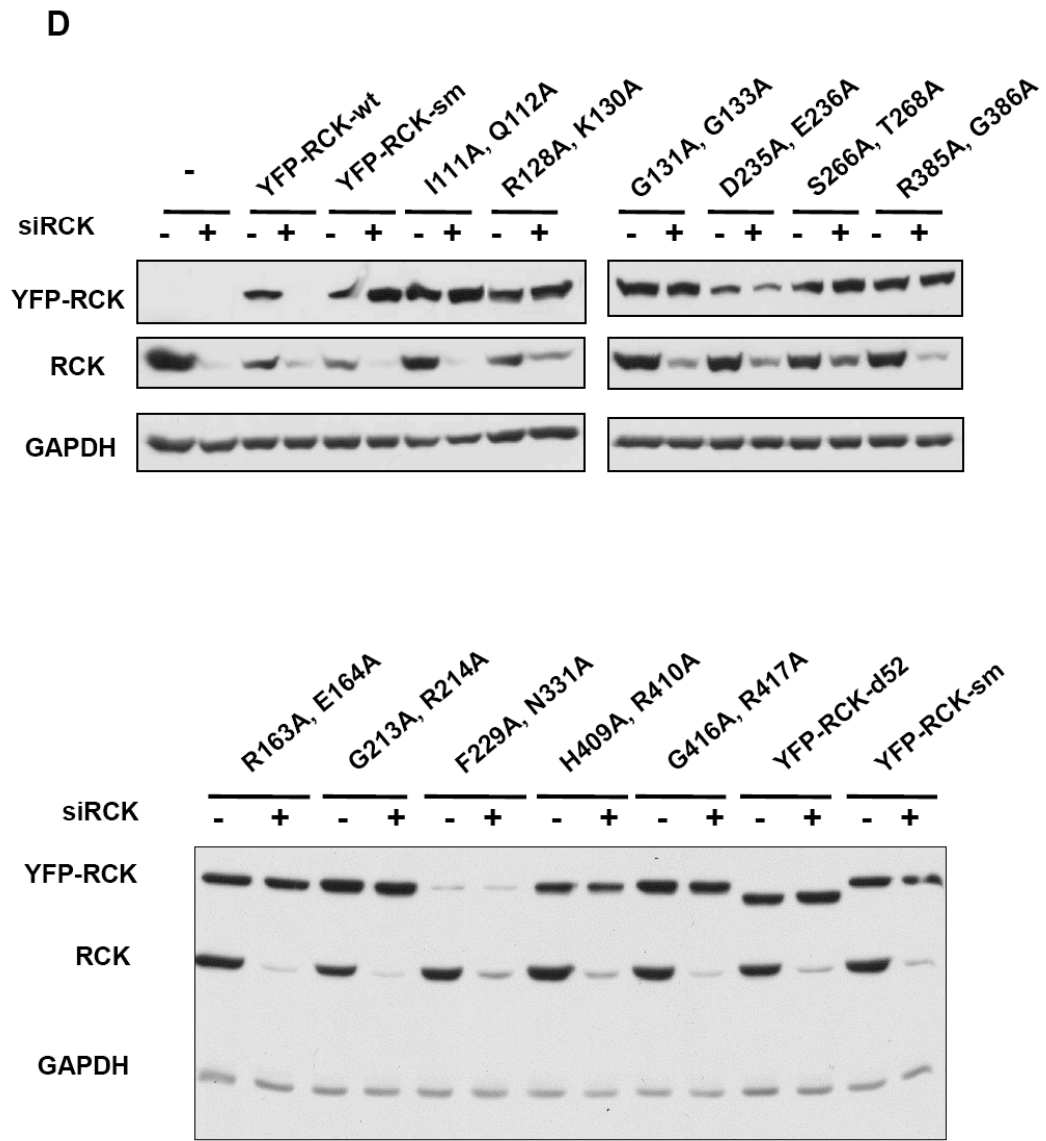 D
-
YFP-RCK-wt
YFP-RCK-sm
I111A, Q112A
R128A, K130A
G131A, G133A
D235A, E236A
S266A, T268A
R385A, G386A
siRCK - + - + - + - + - + - + - + - + - +
YFP-RCK
RCK
GAPDH
R163A, E164A
G213A, R214A
F229A, N331A
H409A, R410A
G416A, R417A
YFP-RCK-d52
YFP-RCK-sm
siRCK - + - + - + - + - + - + - +
YFP-RCK
RCK
GAPDH